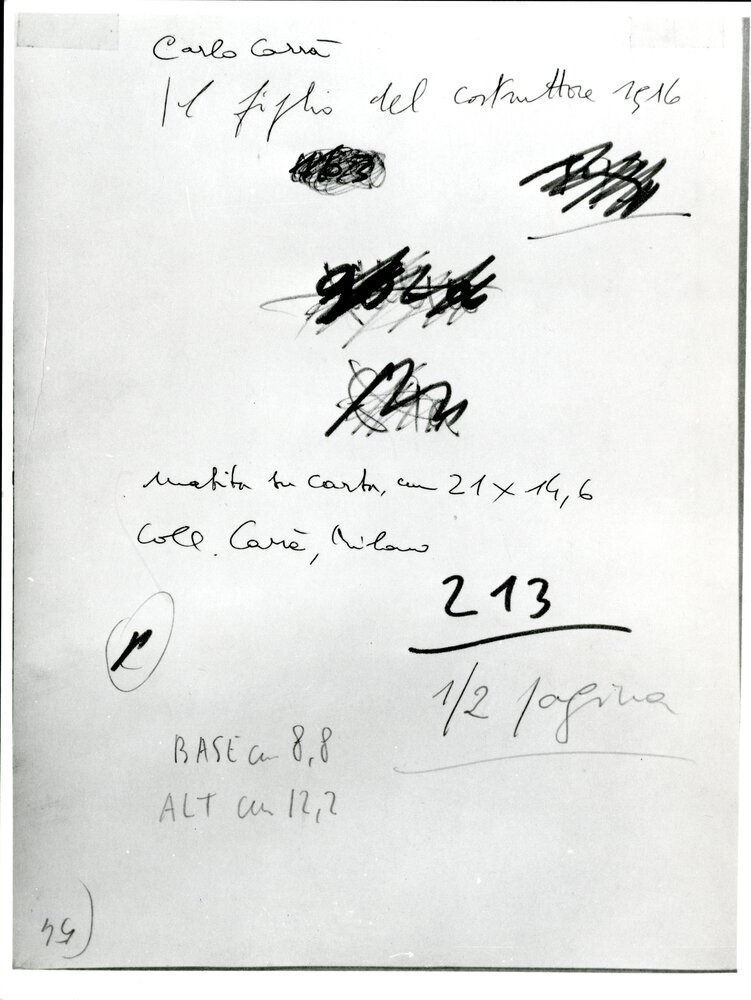 Carlo Carrà
Il figlio del costruttore 1916
matita su carta, cm 21 x 14,6
Coll. Carrà, Milano
213
1/2 pagina
BASE cm 8,8
ALT cm 12,2